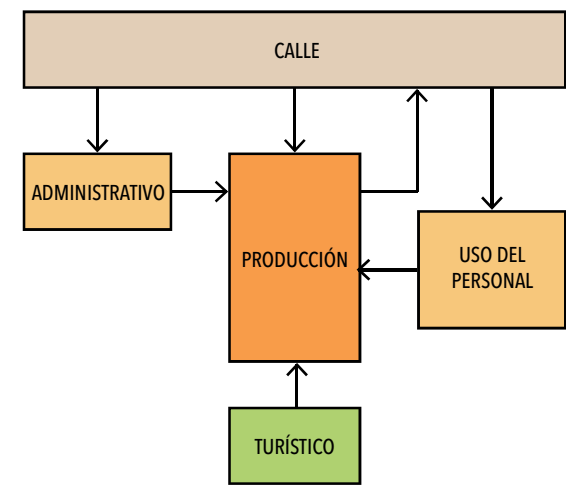 CALLE
ADMINISTRATIVO
PRODUCCIÓN
USO DEL
PERSONAL
TURÍSTICO